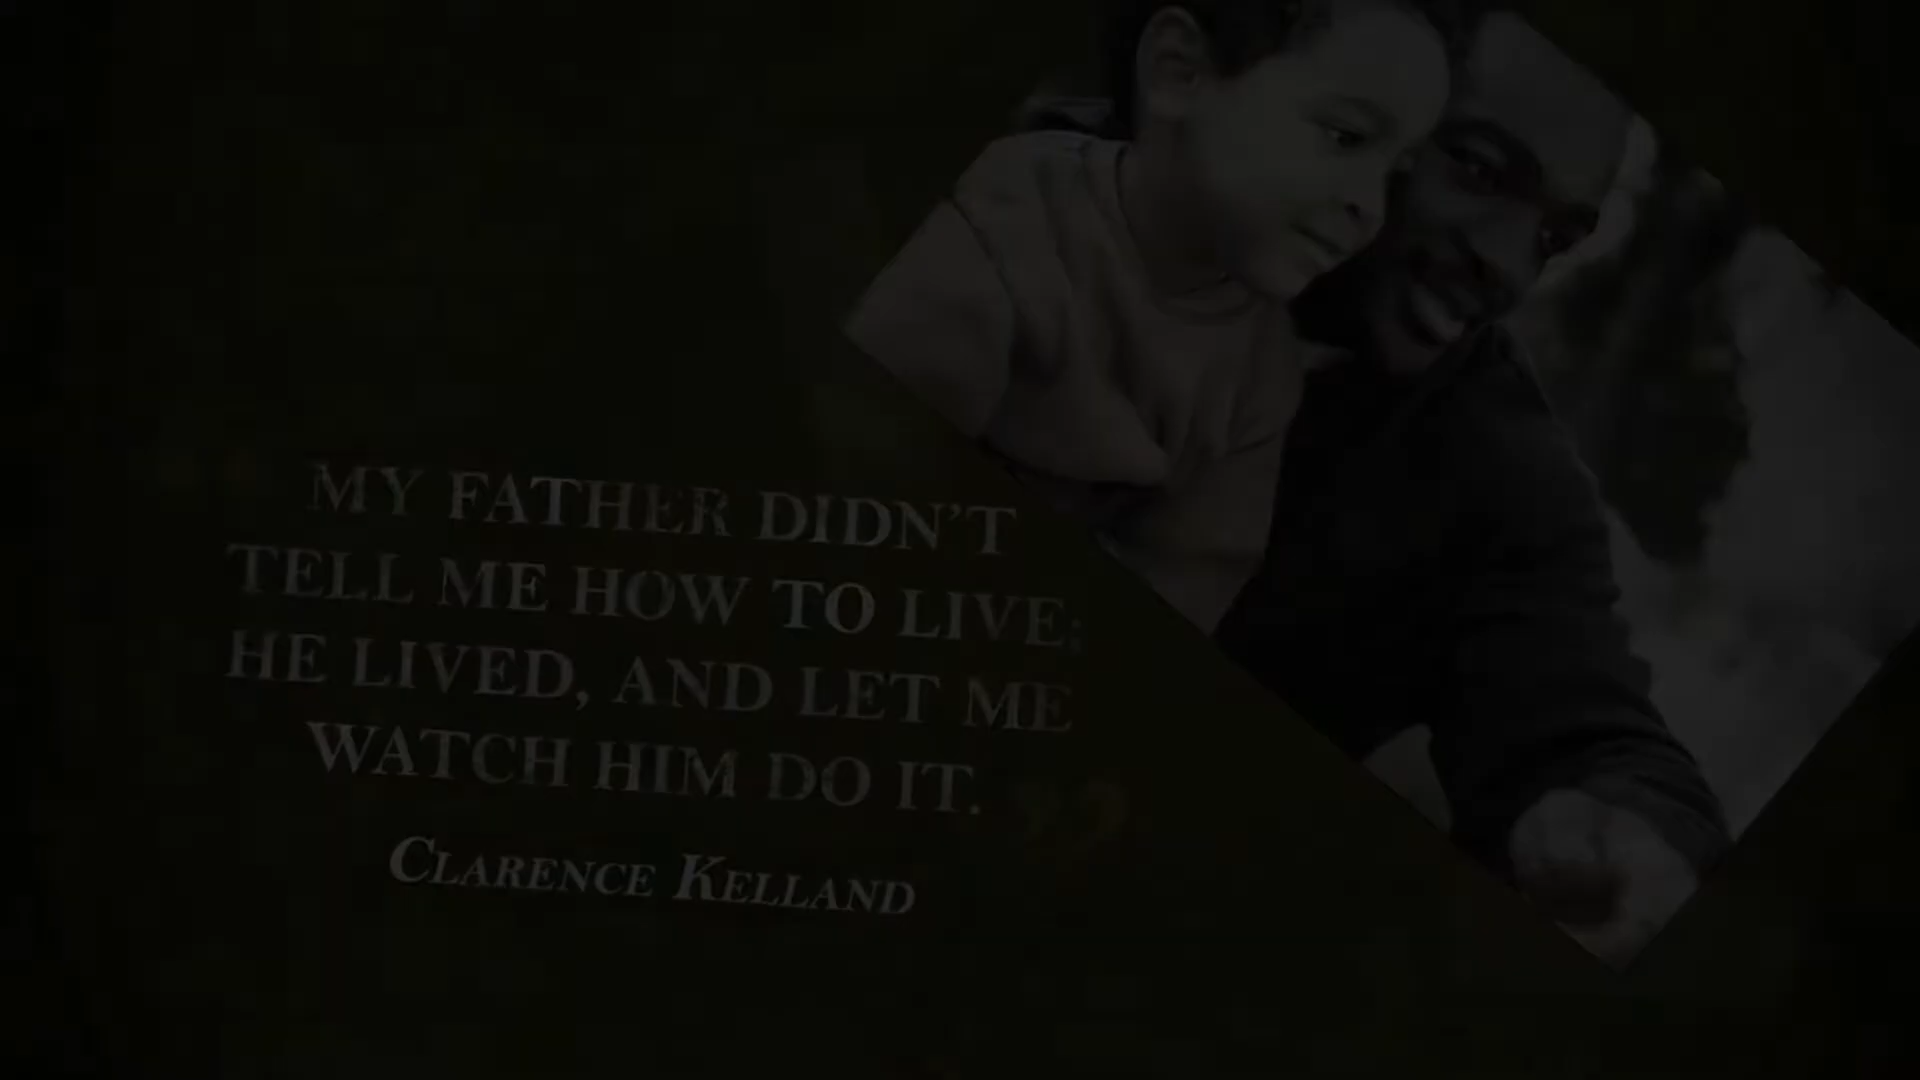 MY FATHER DIDN'T
TELL ME HOW TO LIVE;
HE LIVED, AND LET ME
WATCH HIM DO IT.
CLARENCE KELLAND